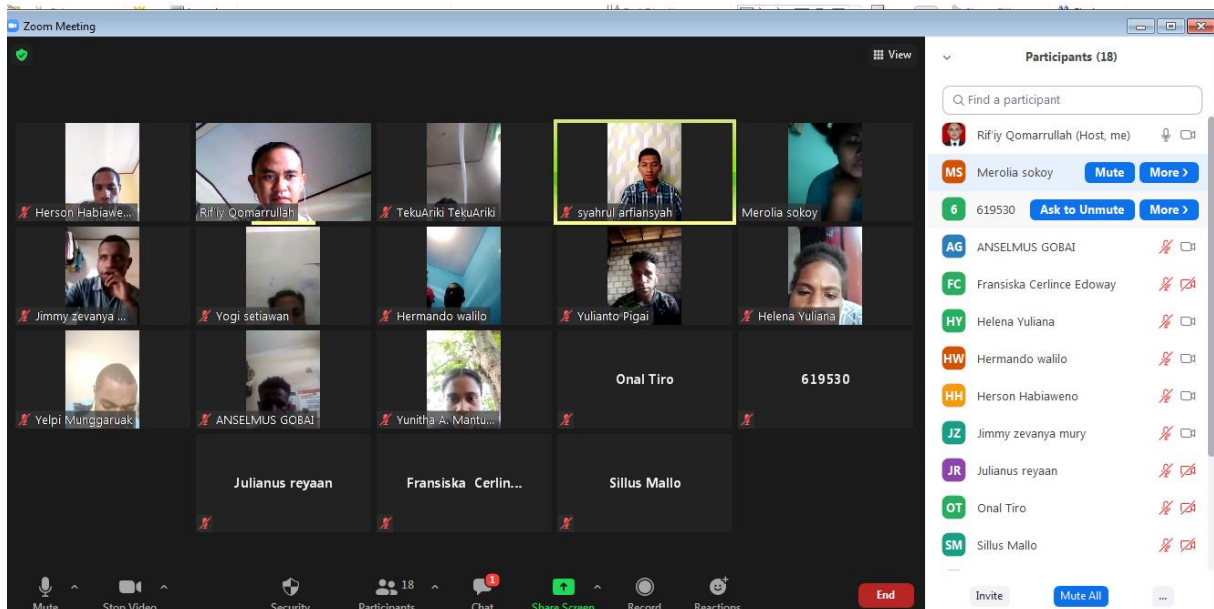 Zoom Meeting
View
Herson Habiawe...
Rif'iy Qomarrullah
TekuAriki TekuAriki
syahrul arfiansyah
Merolia sokoy
Jimmy zevanya ...
Yogi setiawan
Hermando walilo
Yulianto Pigai
Helena Yuliana
Yelpi Munggaruak
ANSELMUS GOBAI
Yunitha A. Mantu...
Onal Tiro
619530
Julianus reyaan
Fransiska Cerlin...
Sillus Mallo
Mute
Stop Video
Security
Participants
18
Chat
1
Share Screen
Record
Reactions
End
Participants (18)
Find a participant
Rif'iy Qomarrullah (Host, me)
MS Merolia sokoy Mute More >
6 619530 Ask to Unmute More >
AG ANSELMUS GOBAI
FC Fransiska Cerlince Edoway
HY Helena Yuliana
HW Hermando walilo
HH Herson Habiaweno
JZ Jimmy zevanya mury
JR Julianus reyaan
OT Onal Tiro
SM Sillus Mallo
Invite
Mute All
...